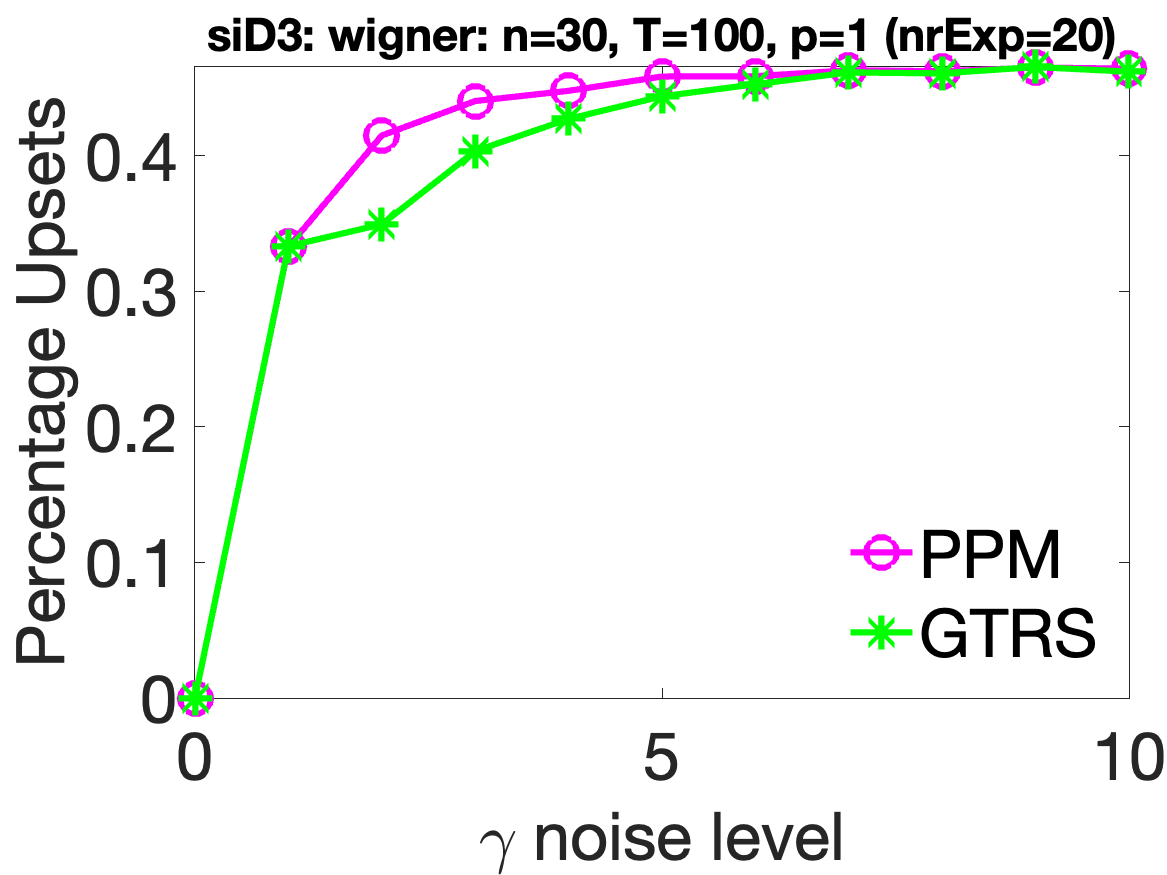 siD3: wigner: n=30, T=100, p=1 (nrExp=20)
Percentage Upsets
0.4
0.3
0.2
0.1
0
PPM
GTRS
0 5 10
γ noise level